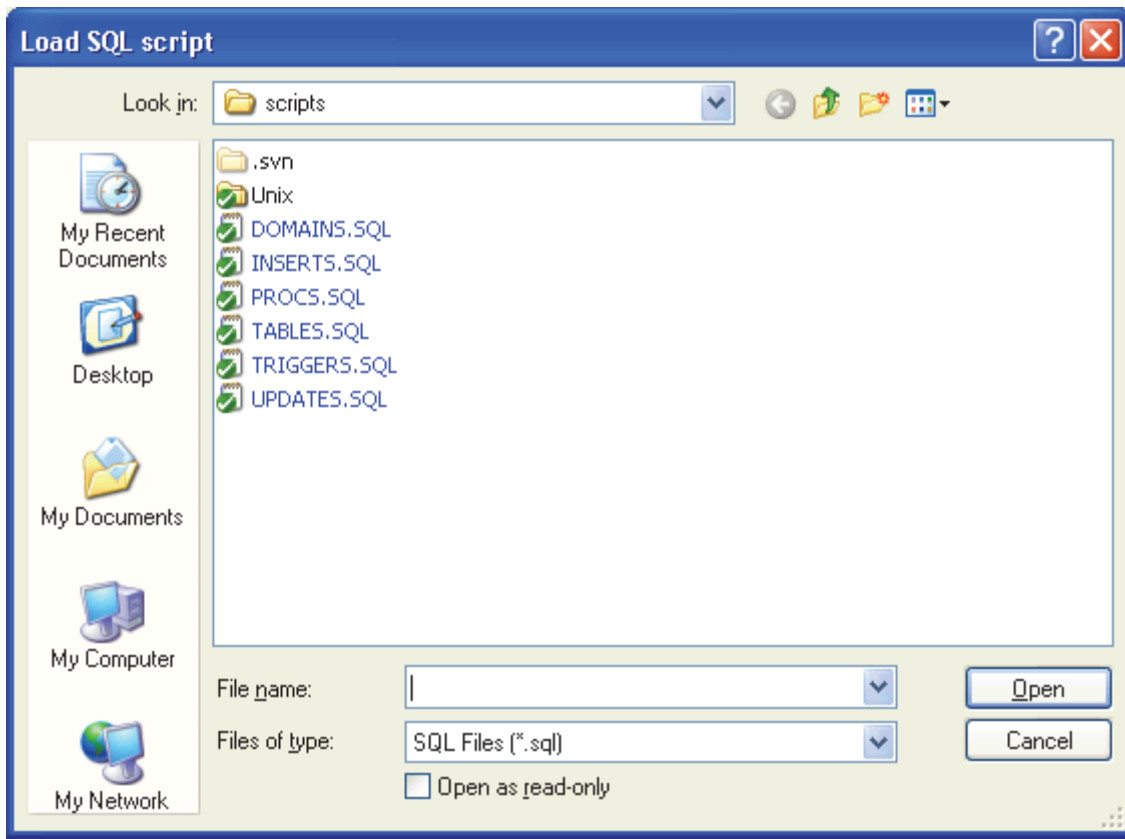 Load SQL script
Look in:
scripts
.svn
Unix
DOMAINS.SQL
INSERTS.SQL
PROCS.SQL
TABLES.SQL
TRIGGERS.SQL
UPDATES.SQL
My Recent
Documents
Desktop
My Documents
My Computer
My Network
File name:
Open
Files of type:
SQL Files (*.sql)
Cancel
Open as read-only